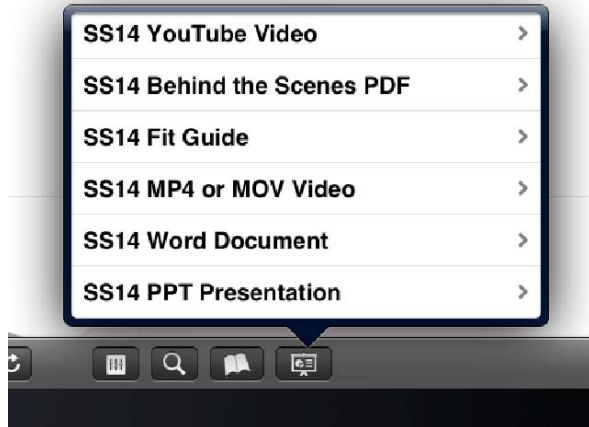 SS14 YouTube Video
SS14 Behind the Scenes PDF
SS14 Fit Guide
SS14 MP4 or MOV Video
SS14 Word Document
SS14 PPT Presentation